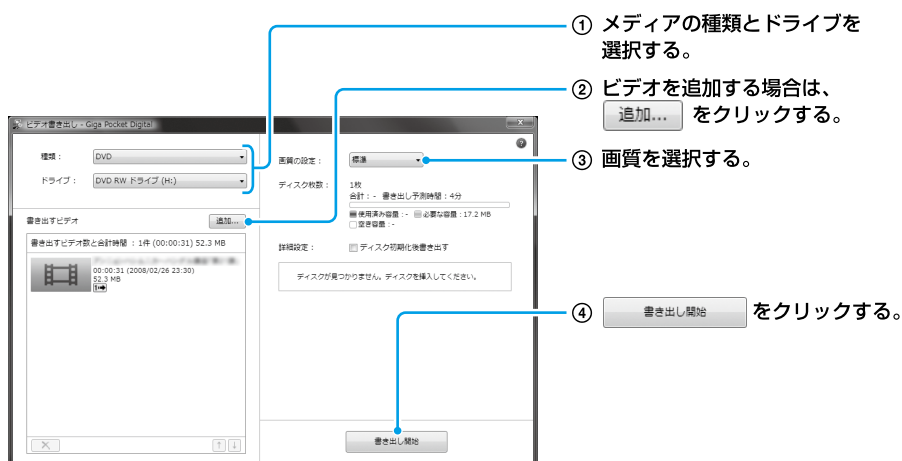 ① メディアの種類とドライブを
選択する。
② ビデオを追加する場合は、
追加... をクリックする。
③ 画質を選択する。
④ 書き出し開始 をクリックする。
ビデオ書き出し - Giga Pocket Digital
種類：
DVD
ドライブ：
DVD RW ドライブ (H:)
書き出すビデオ
追加...
書き出すビデオ数と合計時間 ： 1件 (00:00:31) 52.3 MB
00:00:31 (2008/02/26 23:30)
52.3 MB
1
画質の設定：
標準
ディスク枚数：
1枚
合計：- 書き出し予測時間：4分
使用済み容量：- 必要な容量：17.2 MB
空き容量：-
詳細設定：
ディスク初期化後書き出す
ディスクが見つかりません。ディスクを挿入してください。
書き出し開始